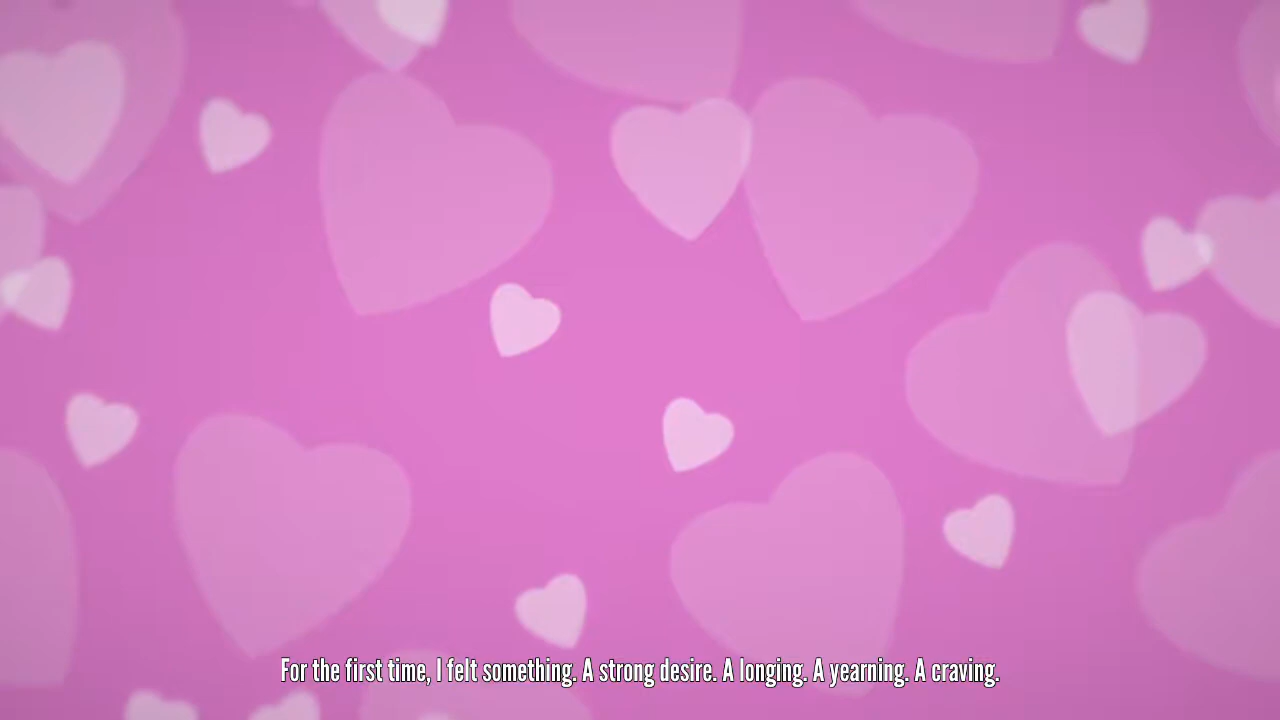 For the first time, I felt something. A strong desire. A longing. A yearning. A craving.